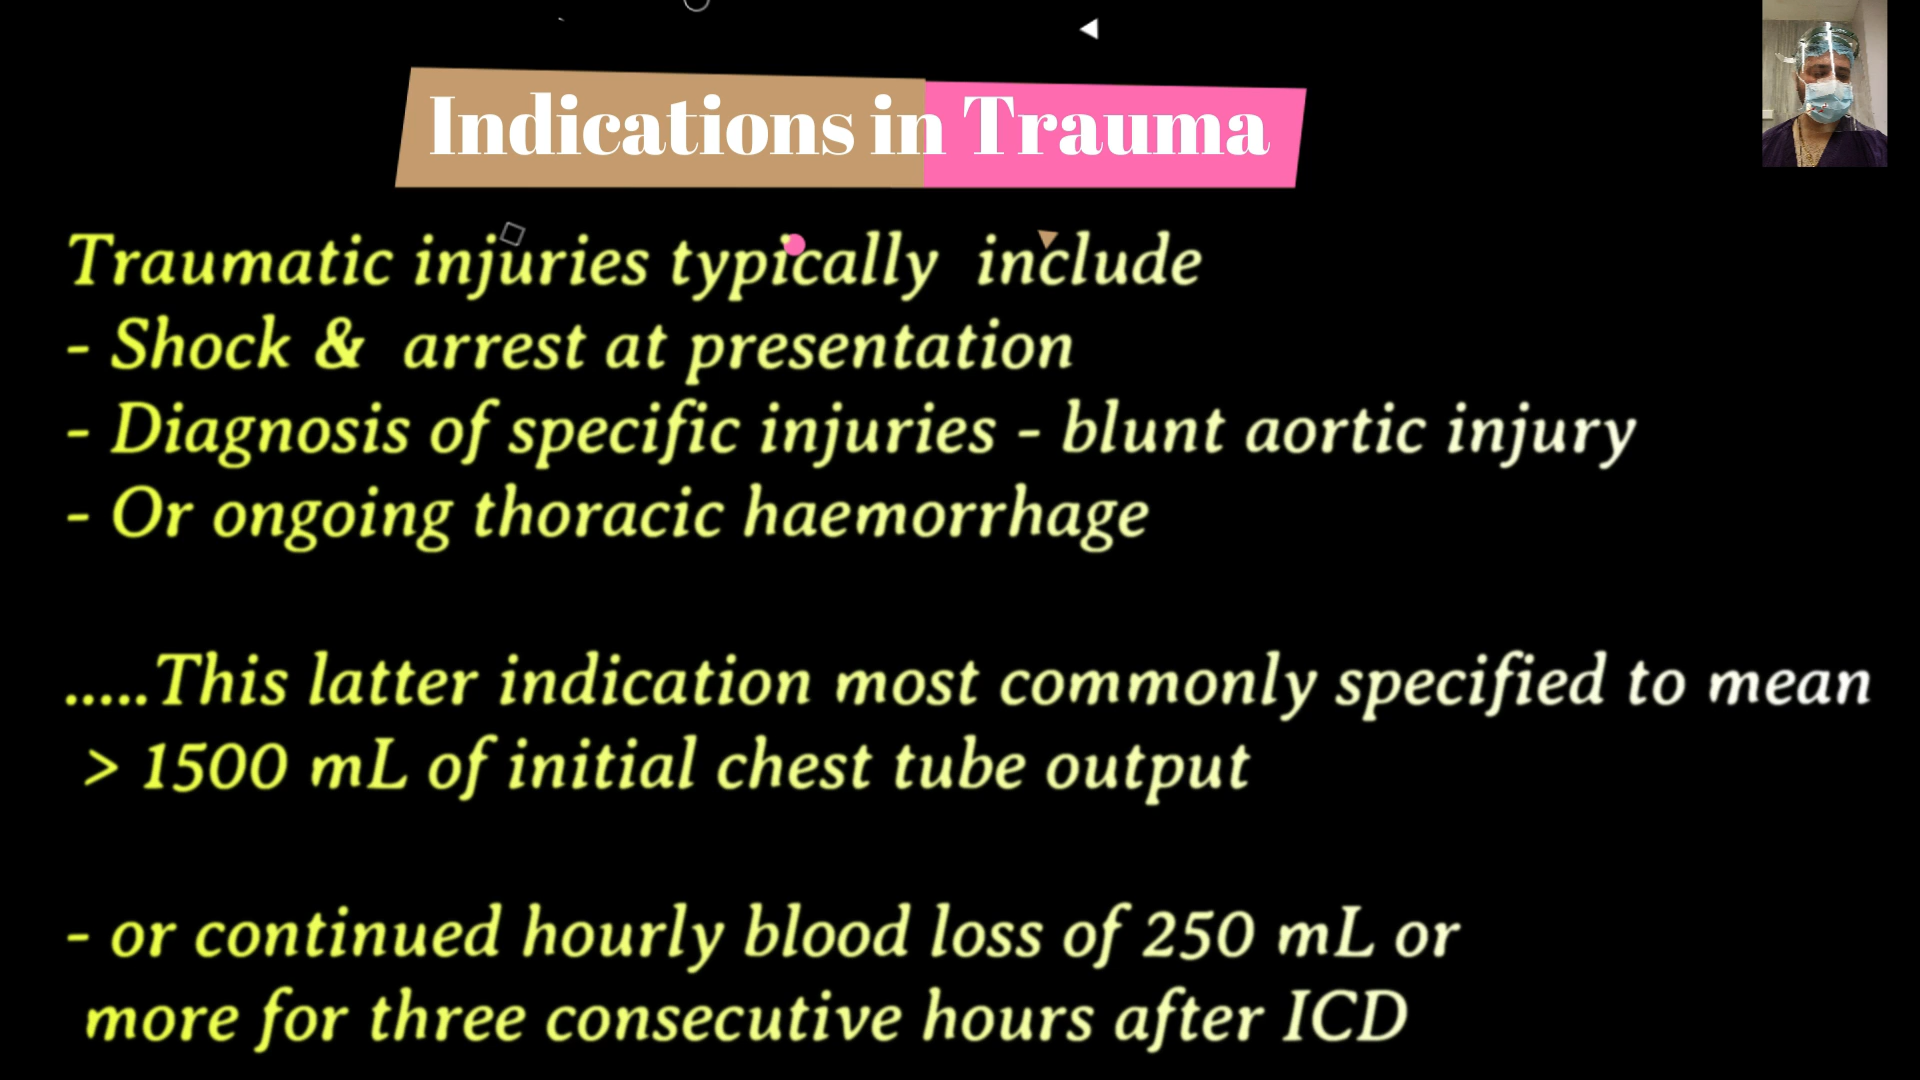 Indications in Trauma
Traumatic injuries typically include
- Shock & arrest at presentation
- Diagnosis of specific injuries - blunt aortic injury
- Or ongoing thoracic haemorrhage
.....This latter indication most commonly specified to mean
> 1500 mL of initial chest tube output
- or continued hourly blood loss of 250 mL or
more for three consecutive hours after ICD